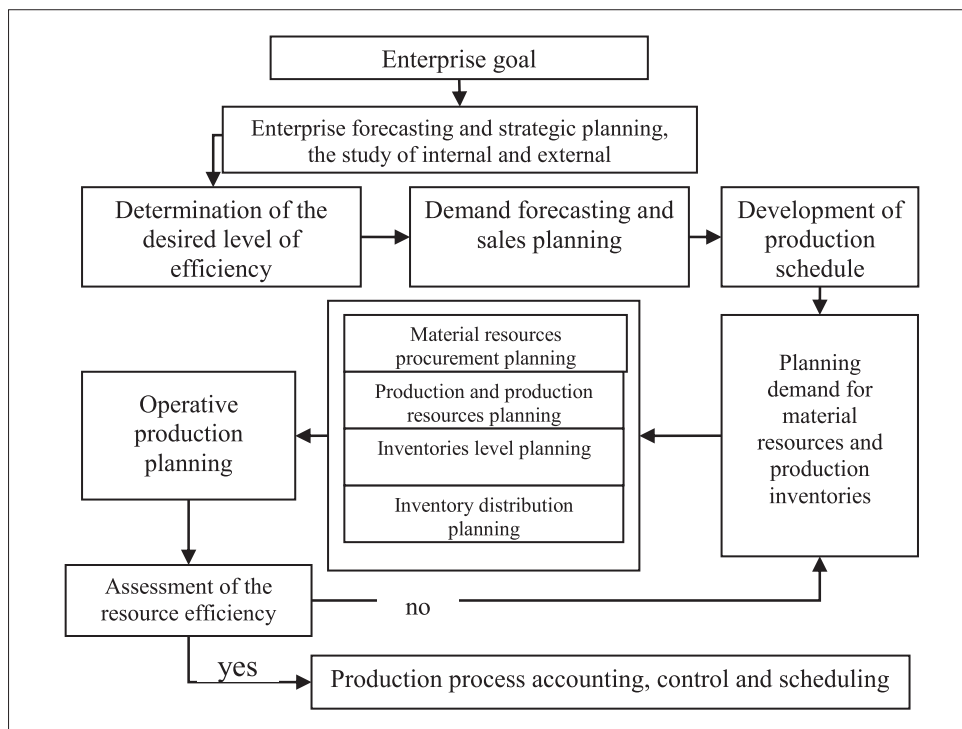 Enterprise goal
Enterprise forecasting and strategic planning,
the study of internal and external
Determination of the
desired level of
efficiency
Demand forecasting and
sales planning
Development of
production
schedule
Material resources
procurement planning
Production and production
resources planning
Inventories level planning
Inventory distribution
planning
Planning
demand for
material
resources and
production
inventories
Operative
production
planning
Assessment of the
resource efficiency
no
yes
Production process accounting, control and scheduling